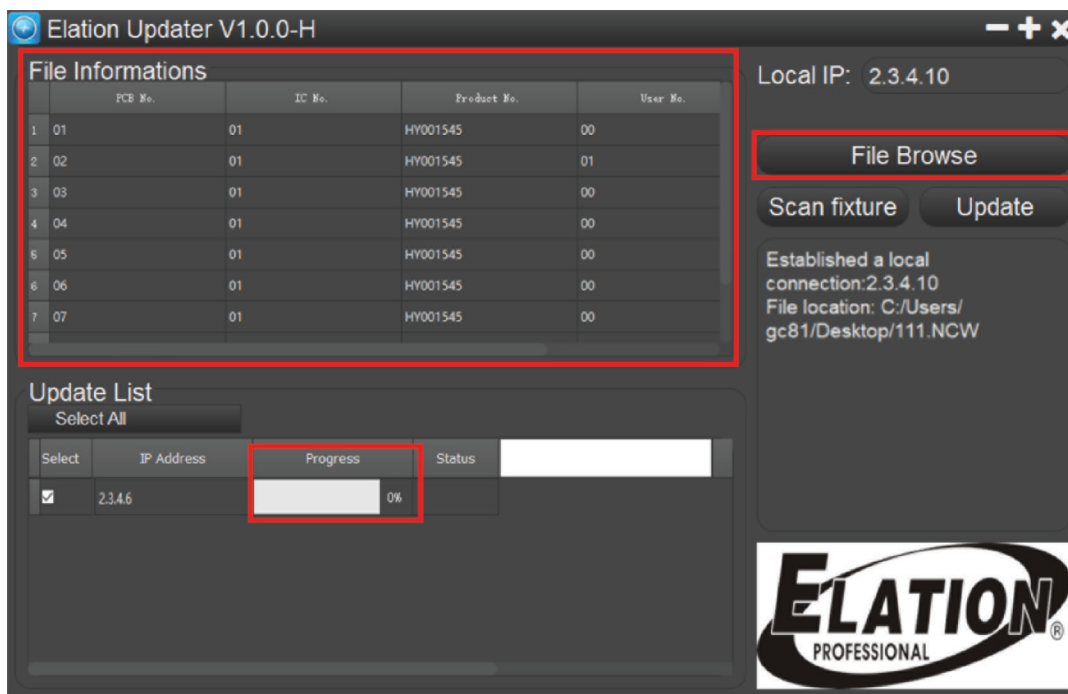 Elation Updater V1.0.0-H
File Informations
PCB No. IC No. Product No. User No.
1 01 01 HY001545 00
2 02 01 HY001545 01
3 03 01 HY001545 00
4 04 01 HY001545 00
5 05 01 HY001545 00
6 06 01 HY001545 00
7 07 01 HY001545 00
Local IP: 2.3.4.10
File Browse
Scan fixture Update
Established a local
connection:2.3.4.10
File location: C:/Users/
gc81/Desktop/111.NCW
Update List
Select All
Select IP Address Progress Status
2.3.4.6 0%
ELATION®
PROFESSIONAL